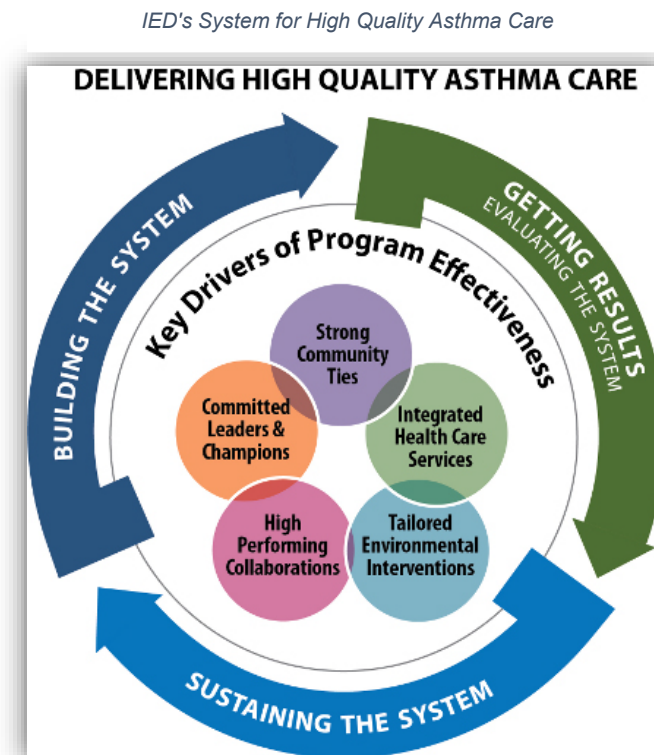 IED's System for High Quality Asthma Care
DELIVERING HIGH QUALITY ASTHMA CARE
BUILDING THE SYSTEM
GETTING RESULTS
EVALUATING THE SYSTEM
Key Drivers of Program Effectiveness
Strong
Community
Ties
Committed
Leaders &
Champions
Integrated
Health Care
Services
High
Performing
Collaborations
Tailored
Environmental
Interventions
SUSTAINING THE SYSTEM